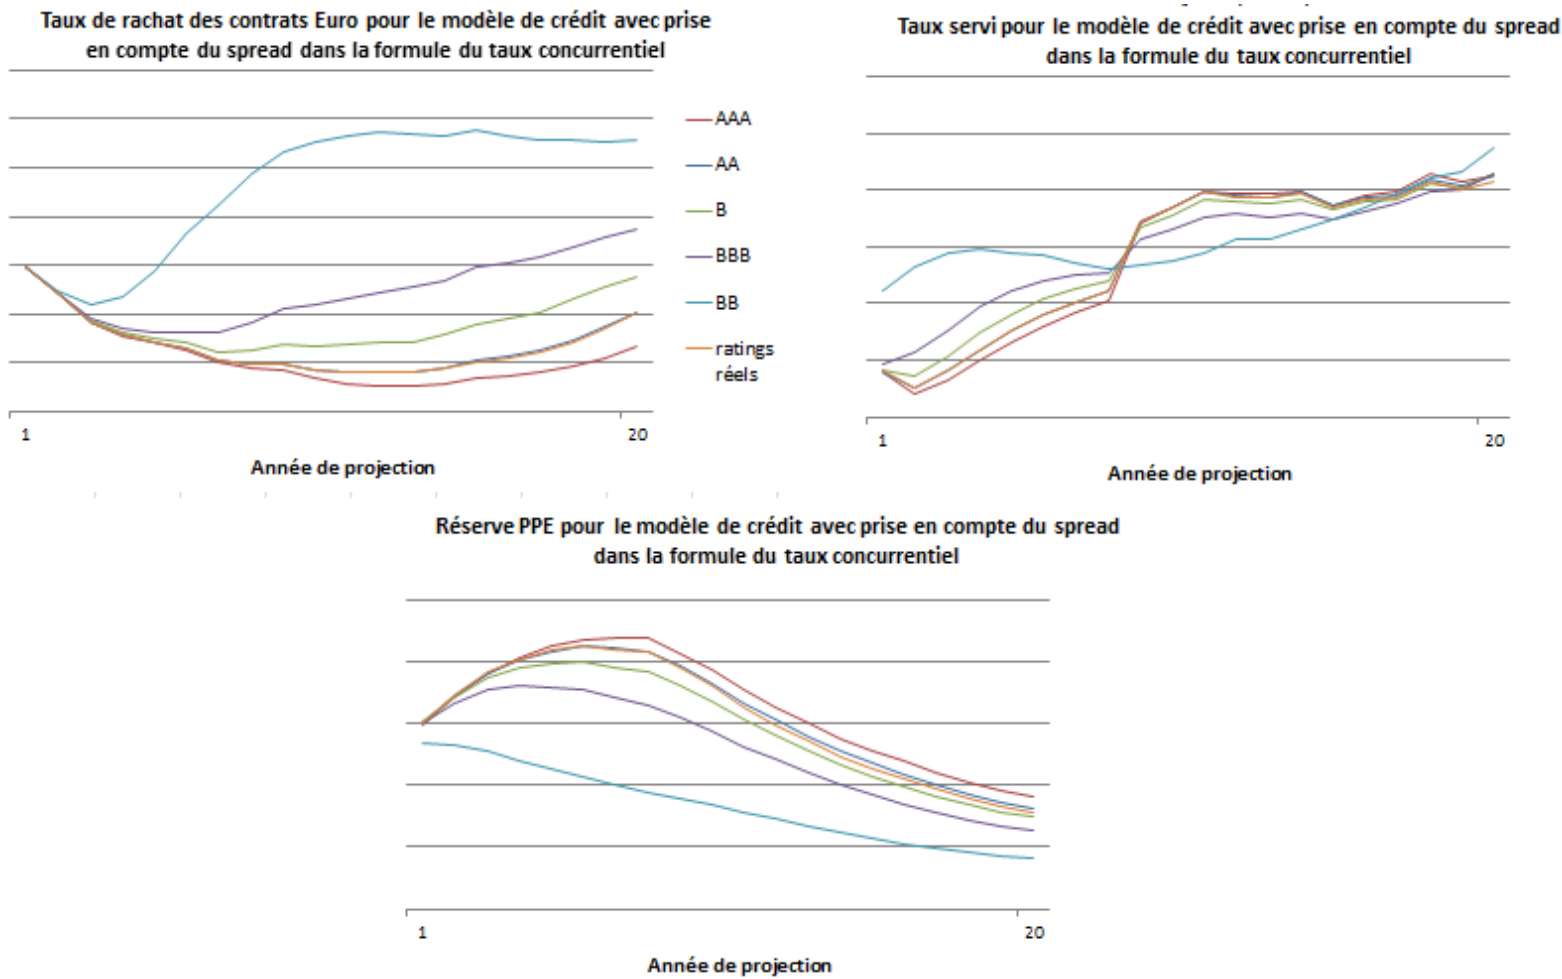 Taux de rachat des contrats Euro pour le modèle de crédit avec prise
en compte du spread dans la formule du taux concurrentiel
AAA
AA
B
BBB
BB
ratings
réels
1
20
Année de projection
Taux servi pour le modèle de crédit avec prise en compte du spread
dans la formule du taux concurrentiel
1
20
Année de projection
Réserve PPE pour le modèle de crédit avec prise en compte du spread
dans la formule du taux concurrentiel
1
20
Année de projection